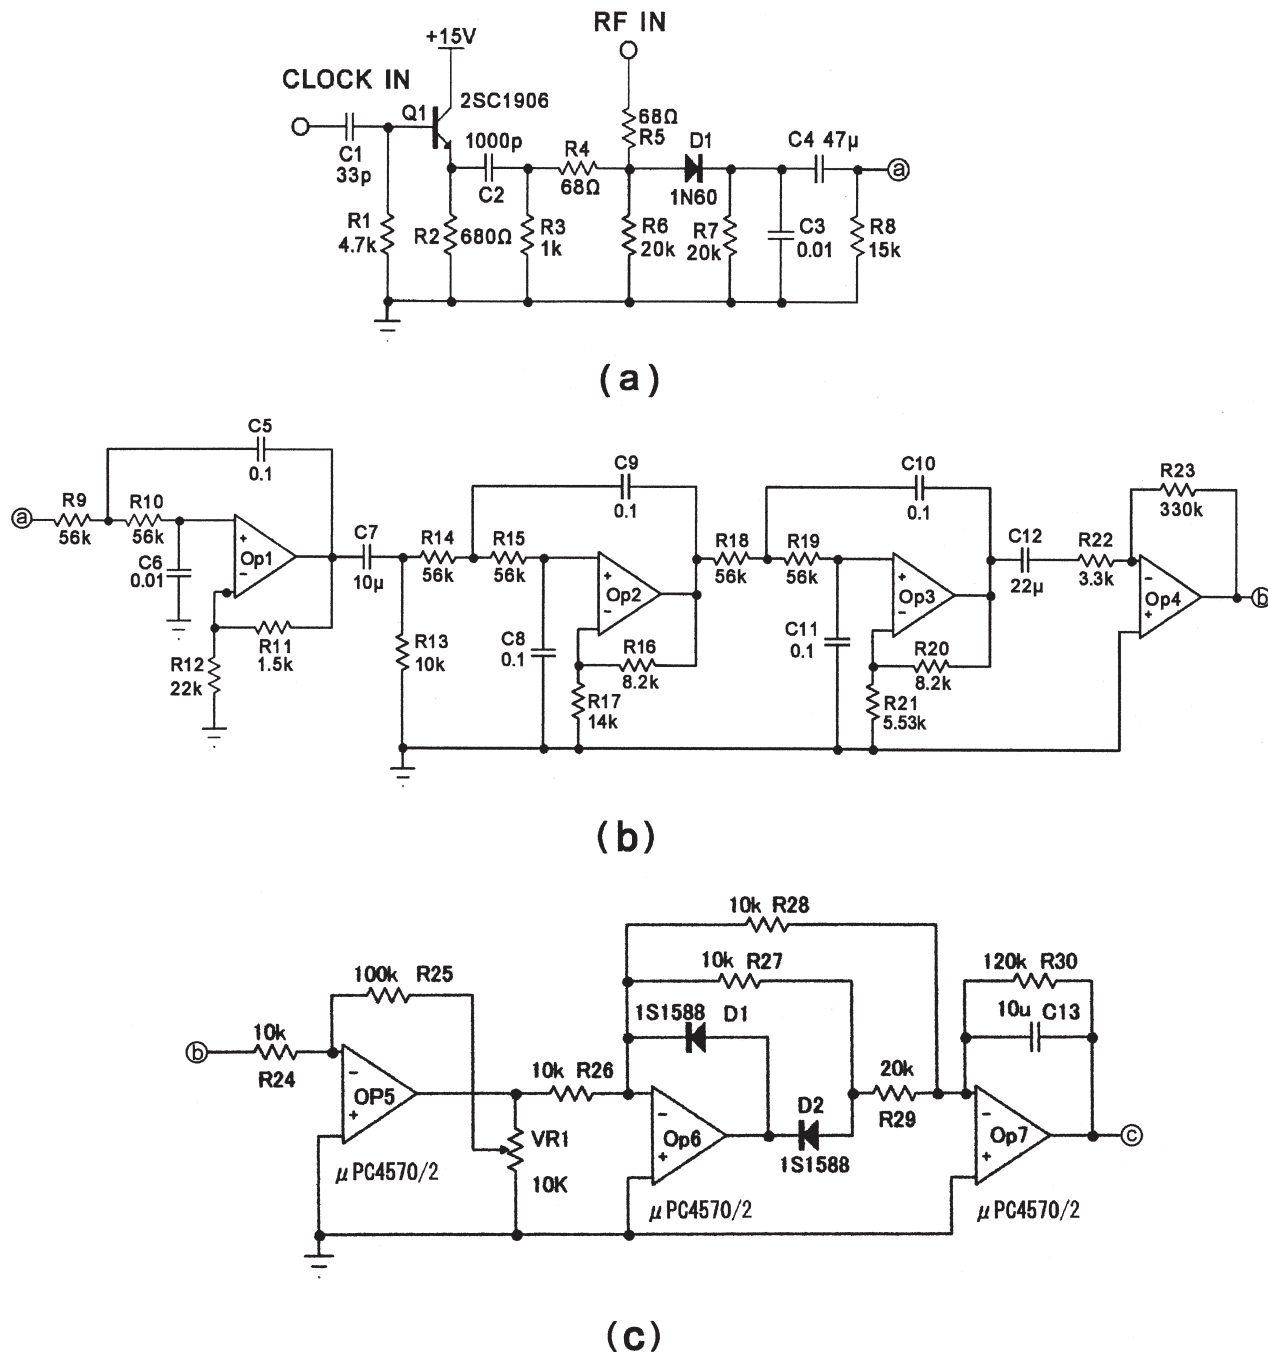 RF IN
+15V
CLOCK IN
Q1
2SC1906
C1
33p
1000p
C2
R4
68Ω
68Ω
R5
D1
1N60
C4 47μ
ⓐ
R1
4.7k
R2
680Ω
R3
1k
R6
20k
R7
20k
C3
0.01
R8
15k
(a)
C5
0.1
ⓐ
R9
56k
R10
56k
C6
0.01
+
Op1
−
R11
1.5k
R12
22k
C7
10μ
R13
10k
R14
56k
C9
0.1
R15
56k
C8
0.1
+
Op2
−
R16
8.2k
R17
14k
R18
56k
C10
0.1
R19
56k
C11
0.1
+
Op3
−
R20
8.2k
R21
5.53k
C12
22μ
R22
3.3k
R23
330k
−
Op4
+
ⓑ
(b)
ⓑ
10k
R24
100k R25
−
OP5
+
μPC4570/2
VR1
10K
10k R26
10k R28
10k R27
1S1588 D1
−
Op6
+
μPC4570/2
D2
1S1588
20k
R29
120k R30
10u C13
−
Op7
+
μPC4570/2
ⓒ
(c)